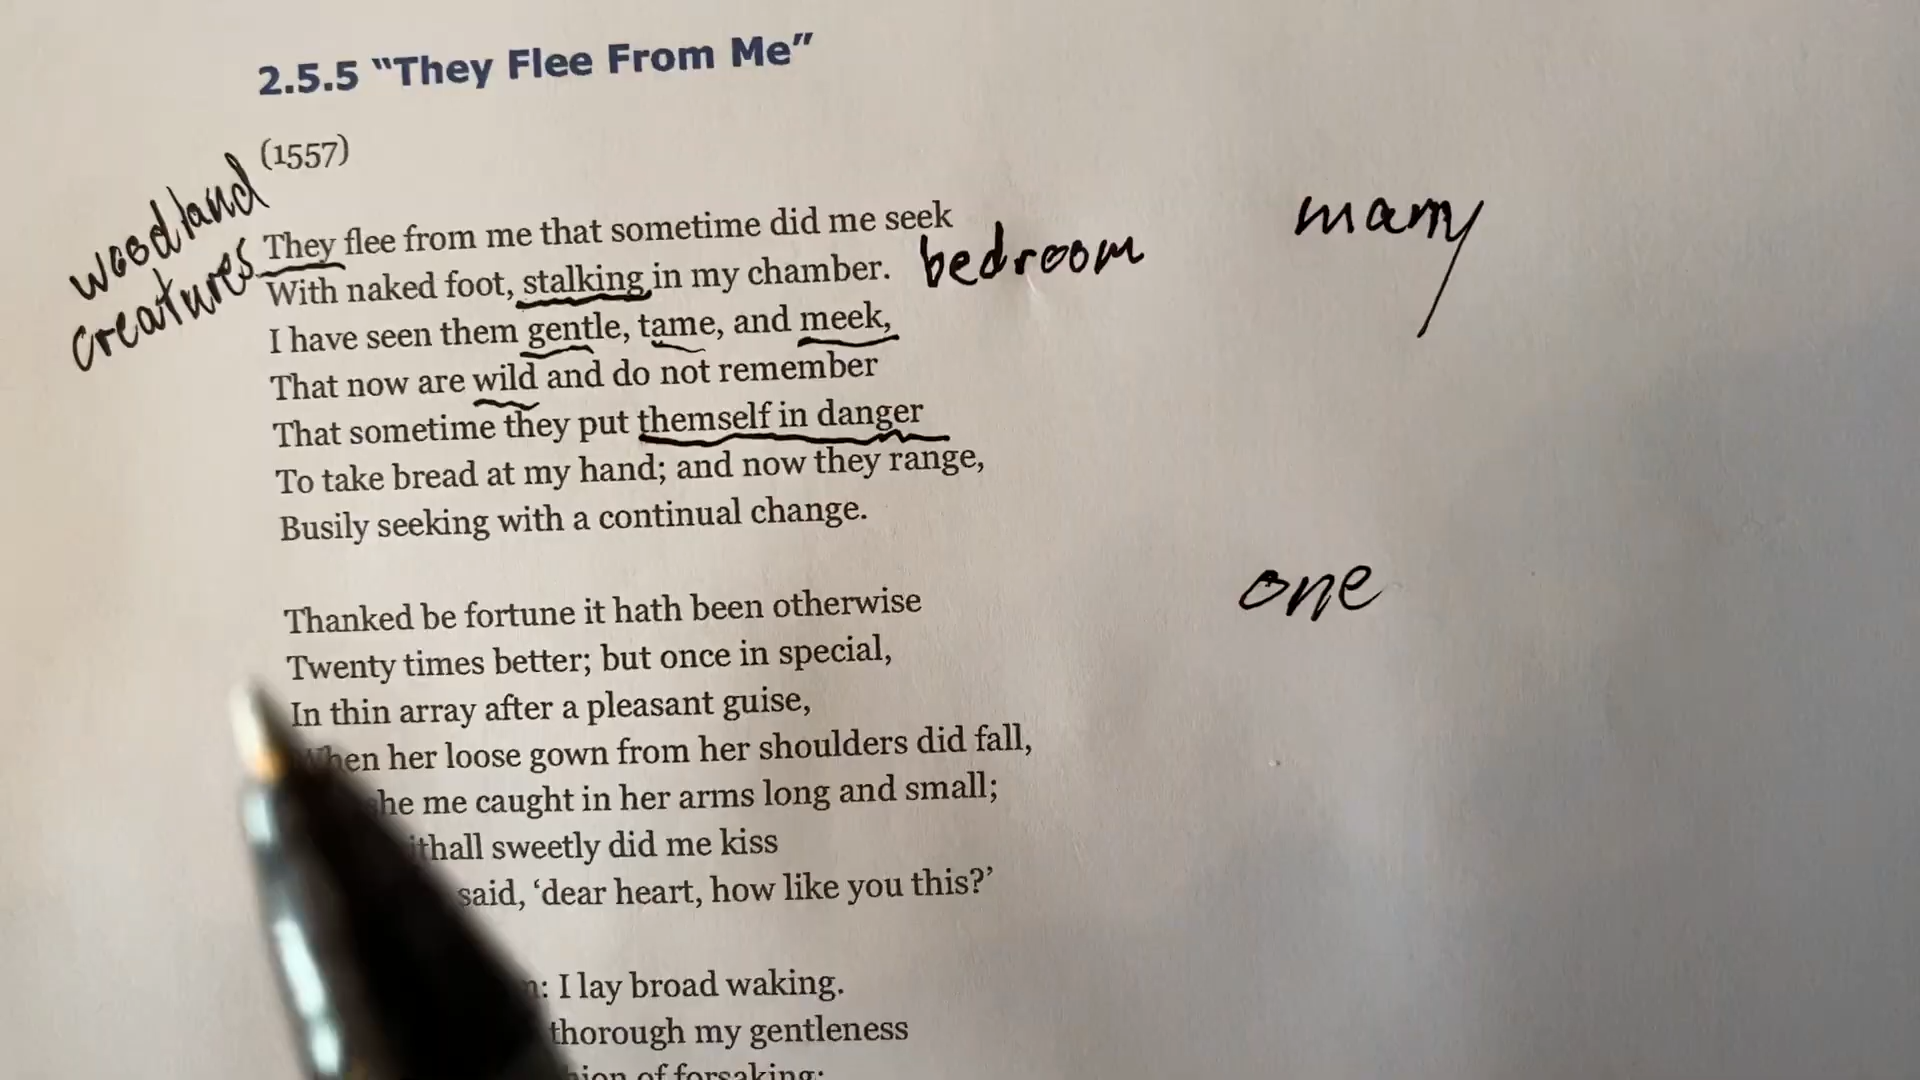 2.5.5 “They Flee From Me”
(1557)
woodland
creatures
They flee from me that sometime did me seek
With naked foot, stalking in my chamber.
bedroom
many
I have seen them gentle, tame, and meek,
That now are wild and do not remember
That sometime they put themself in danger
To take bread at my hand; and now they range,
Busily seeking with a continual change.
one
Thanked be fortune it hath been otherwise
Twenty times better; but once in special,
In thin array after a pleasant guise,
When her loose gown from her shoulders did fall,
he me caught in her arms long and small;
ithall sweetly did me kiss
said, ‘dear heart, how like you this?’
: I lay broad waking.
thorough my gentleness
of forsaking;